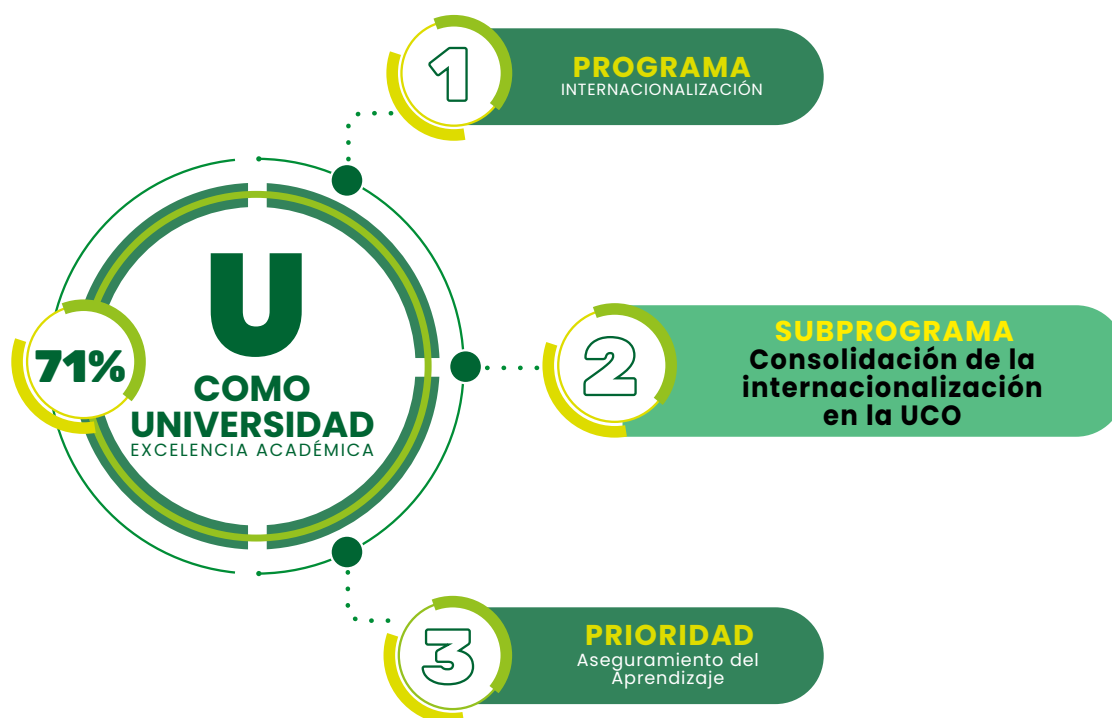 1
PROGRAMA
INTERNACIONALIZACIÓN
U
COMO
UNIVERSIDAD
EXCELENCIA ACADÉMICA
71%
2
SUBPROGRAMA
Consolidación de la
internacionalización
en la UCO
3
PRIORIDAD
Aseguramiento del
Aprendizaje